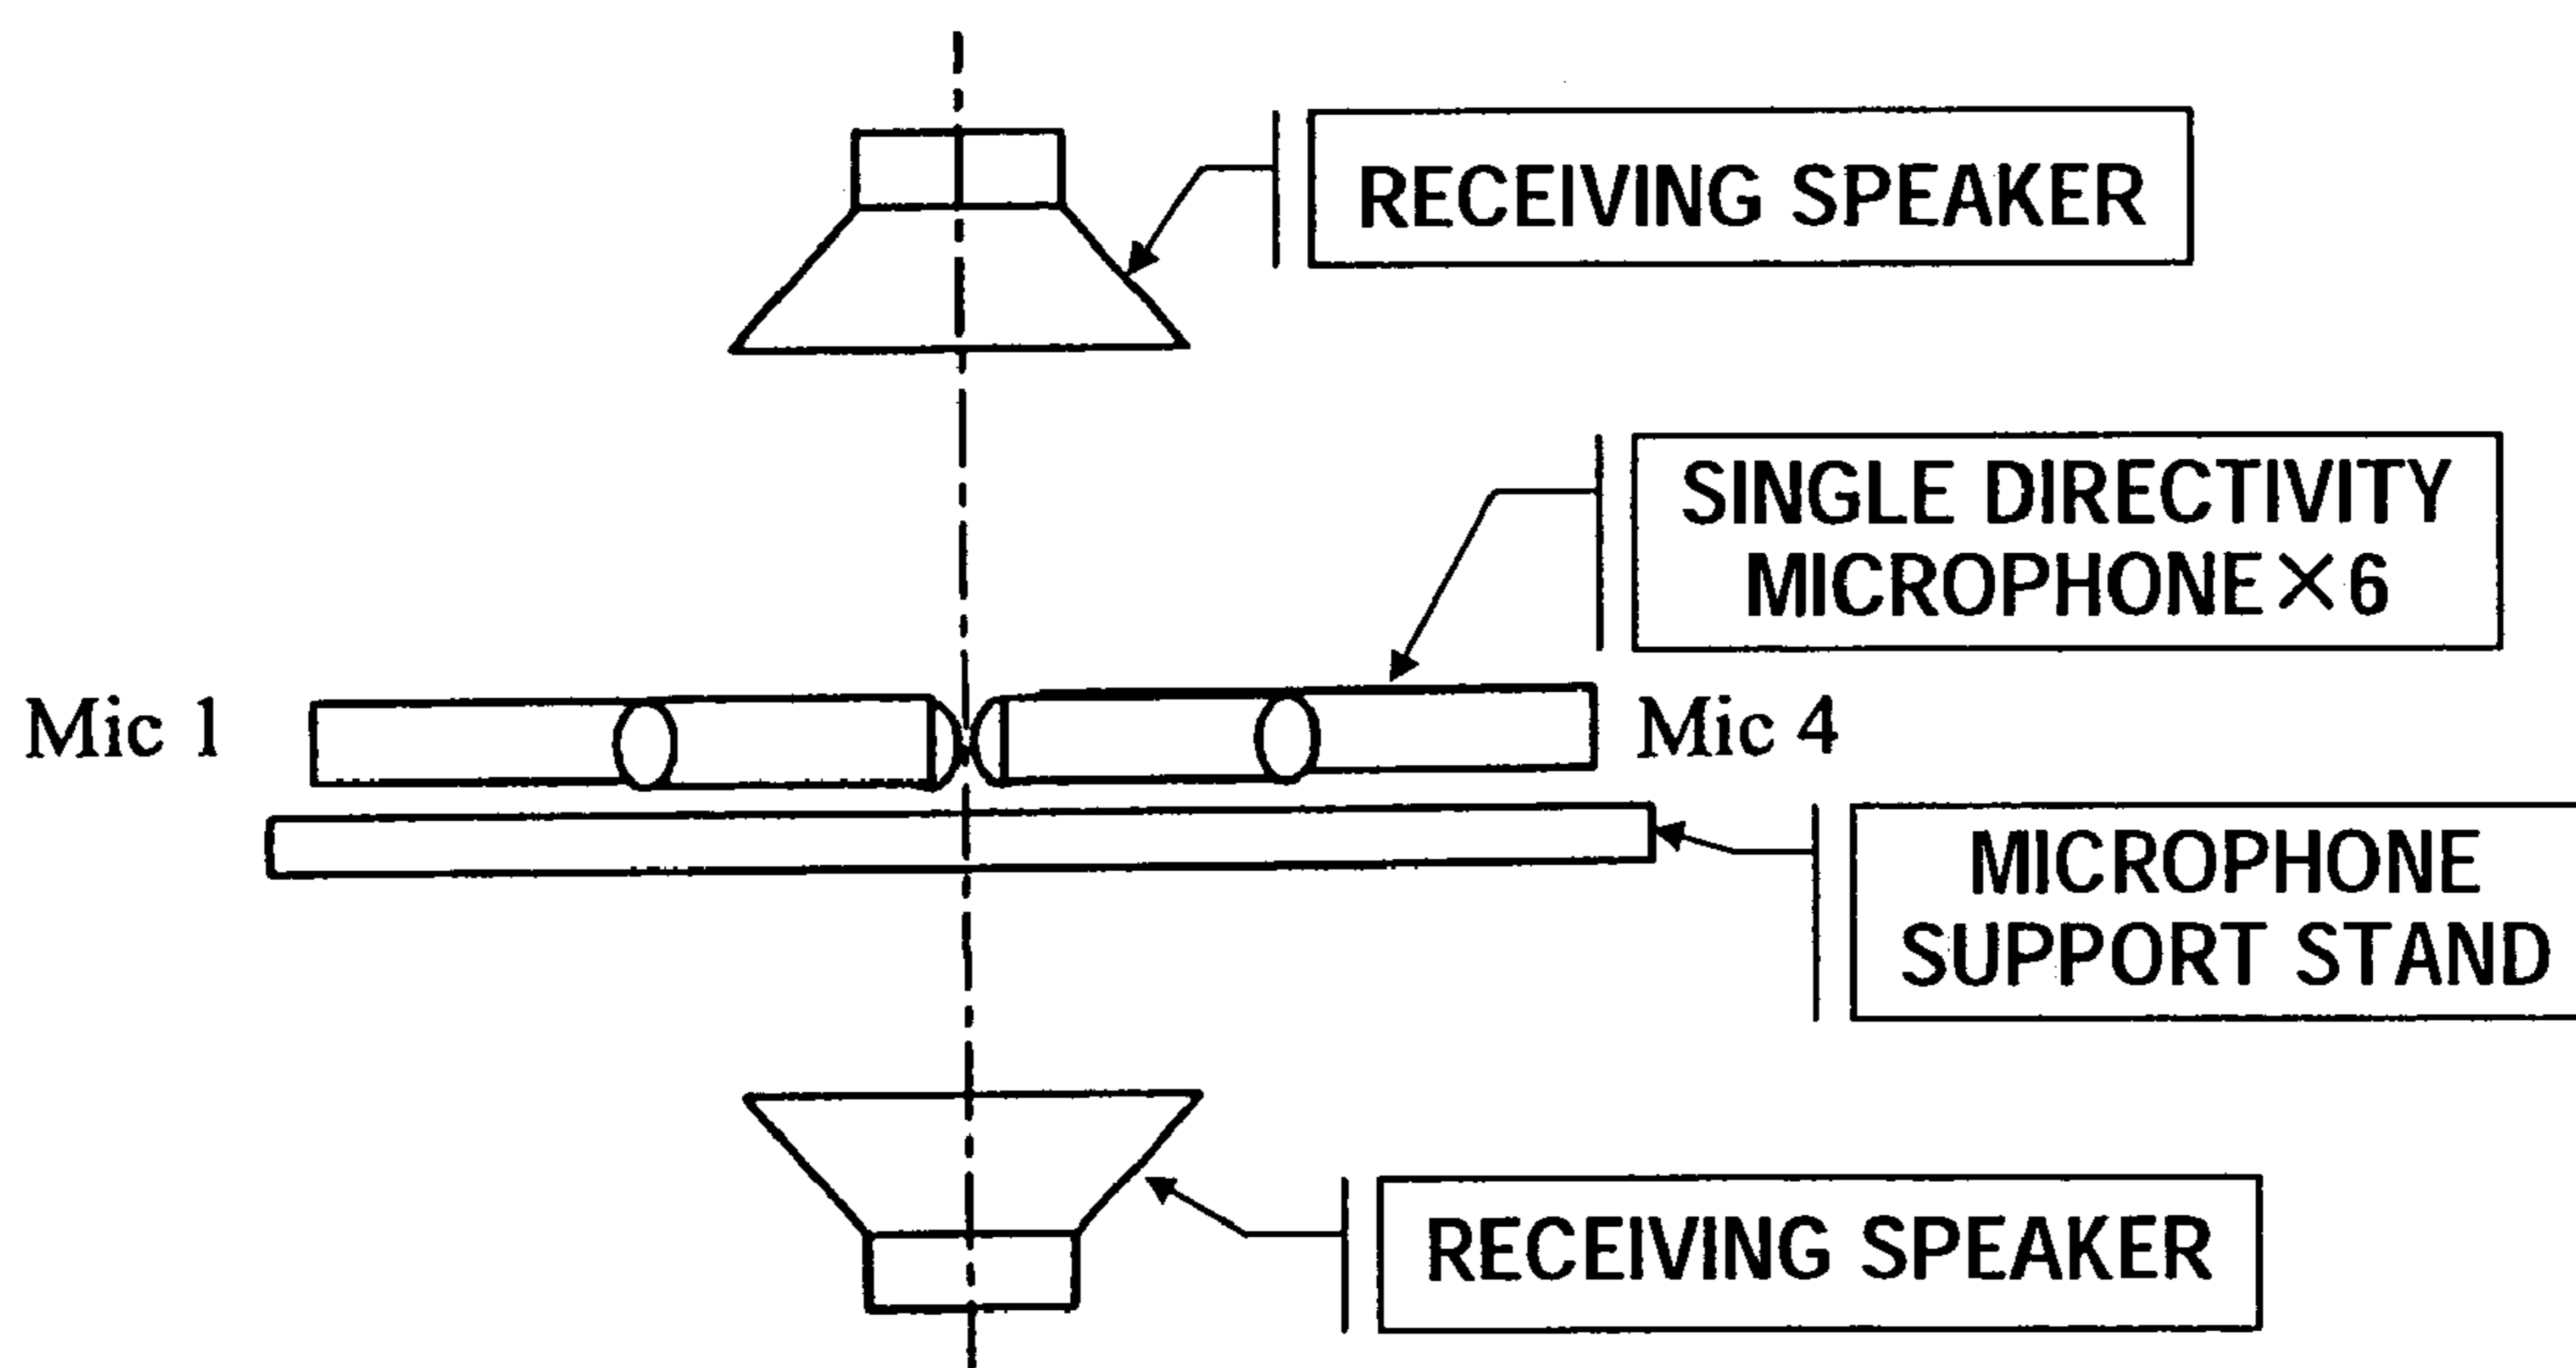 RECEIVING SPEAKER
SINGLE DIRECTIVITY
MICROPHONE×6
Mic 1
Mic 4
MICROPHONE
SUPPORT STAND
RECEIVING SPEAKER